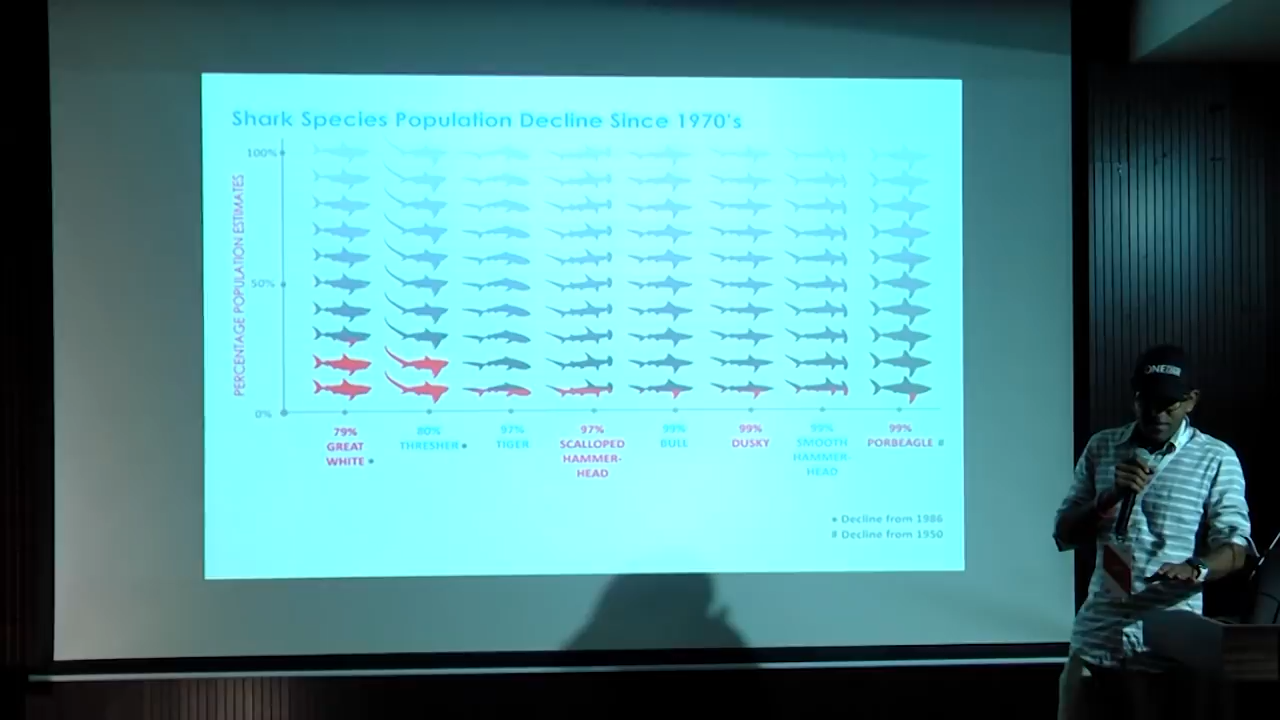 Shark Species Population Decline Since 1970's
PERCENTAGE POPULATION ESTIMATES
100%
50%
0%
79%
GREAT
WHITE •
80%
THRESHER •
97%
TIGER
97%
SCALLOPED
HAMMER-
HEAD
99%
BULL
99%
DUSKY
99%
SMOOTH
HAMMER-
HEAD
99%
PORBEAGLE #
• Decline from 1986
# Decline from 1950